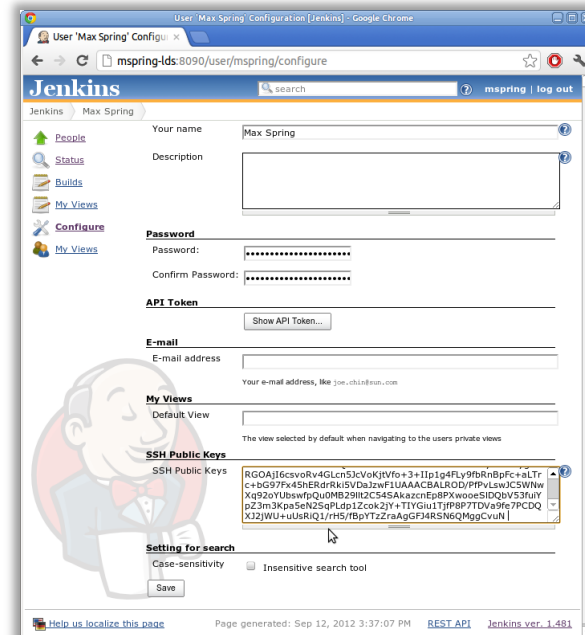 User 'Max Spring' Configuration [Jenkins] - Google Chrome
User 'Max Spring' Configu
mspring-lds:8090/user/mspring/configure
Jenkins
search
mspring | log out
Jenkins
Max Spring
People
Status
Builds
My Views
Configure
My Views
Your name
Max Spring
Description
Password
Password:
Confirm Password:
API Token
Show API Token...
E-mail
E-mail address
Your e-mail address, like joe.chin@sun.com
My Views
Default View
The view selected by default when navigating to the users private views
SSH Public Keys
SSH Public Keys
RGOAjI6csvoRv4GLcn5JcVoKjtVfo+3+IIp1g4FLy9fbRnBpFc+aLTr
c+bG97Fx45hERdrRki5VDaJzwF1UAAACBALROD/PfPvLswJC5WNw
Xq92oYUbswfpQu0MB29IIt2C54SAkazcnEp8PXwooeSIDQbV53fuiY
pZ3m3Kpa5eN2SqPLdp1Zcok2jY+TIYGiu1TjfP8P7TDVa9fe7PCDQ
XJ2jWU+uUsRiQ1/rH5/fBpYTzZraAgGFJ4RSN6QMggCvuN
Setting for search
Case-sensitivity
Insensitive search tool
Save
Help us localize this page
Page generated: Sep 12, 2012 3:37:07 PM
REST API
Jenkins ver. 1.481